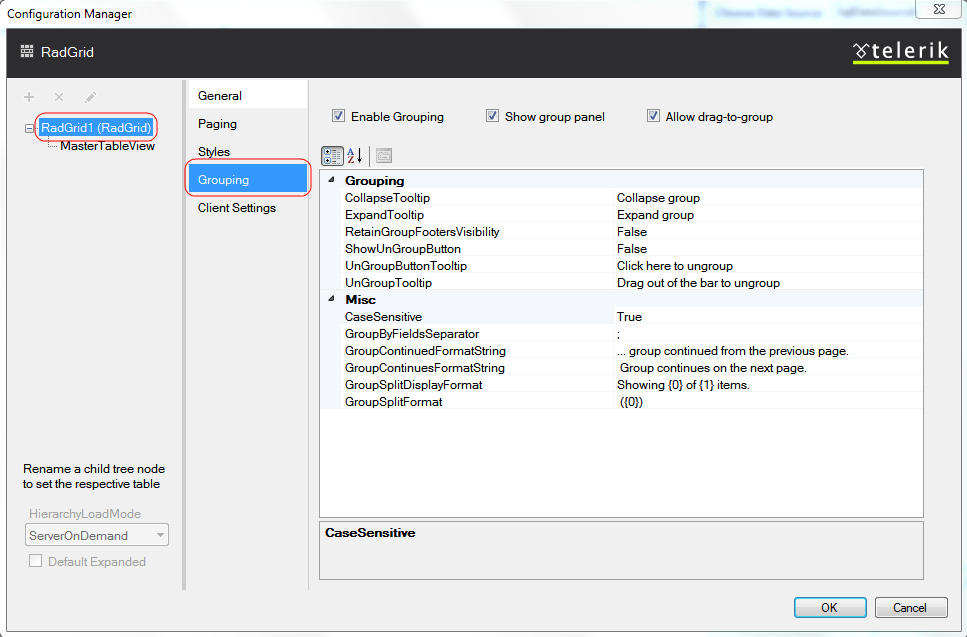 Configuration Manager
RadGrid
telerik
RadGrid1 (RadGrid)
MasterTableView
Rename a child tree node
to set the respective table
HierarchyLoadMode
ServerOnDemand
Default Expanded
General
Paging
Styles
Grouping
Client Settings
Enable Grouping Show group panel Allow drag-to-group
Grouping
CollapseTooltip Collapse group
ExpandTooltip Expand group
RetainGroupFootersVisibility False
ShowUnGroupButton False
UnGroupButtonTooltip Click here to ungroup
UnGroupTooltip Drag out of the bar to ungroup
Misc
CaseSensitive True
GroupByFieldsSeparator ;
GroupContinuedFormatString ... group continued from the previous page.
GroupContinuesFormatString Group continues on the next page.
GroupSplitDisplayFormat Showing {0} of {1} items.
GroupSplitFormat ({0})
CaseSensitive
OK Cancel